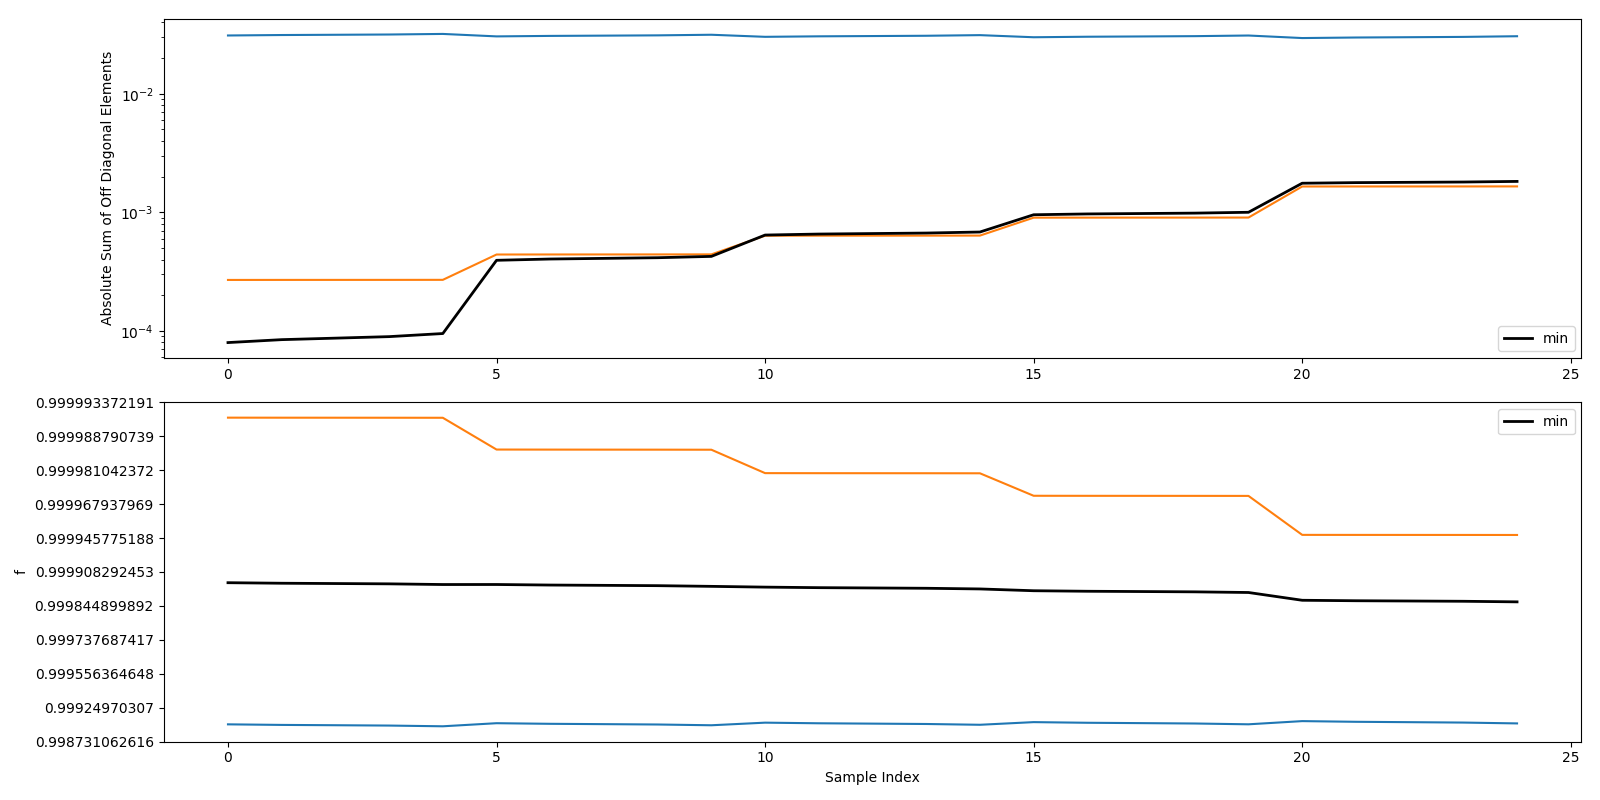 Absolute Sum of Off Diagonal Elements
10^-2
10^-3
10^-4
0 5 10 15 20 25
min
f
0.999993372191
0.999988790739
0.999981042372
0.999967937969
0.999945775188
0.999908292453
0.999844899892
0.999737687417
0.999556364648
0.99924970307
0.998731062616
min
0 5 10 15 20 25
Sample Index